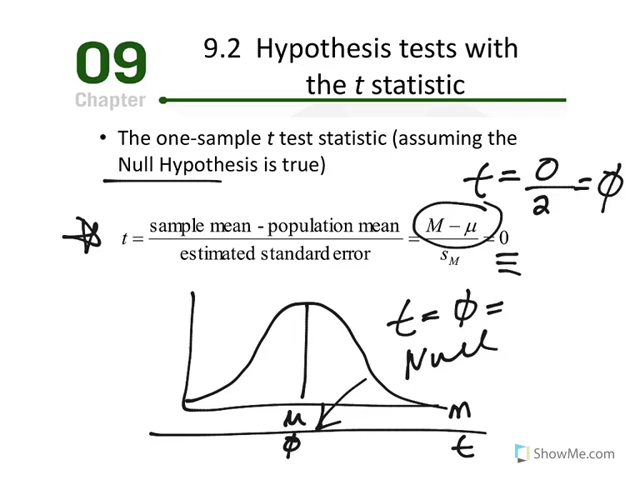 09
Chapter
9.2 Hypothesis tests with
the t statistic
• The one-sample t test statistic (assuming the
Null Hypothesis is true)
t = 0/2 = ϕ
t = sample mean - population mean / estimated standard error = M − μ / sM = 0
t = ϕ =
Null
μ m
ϕ t
ShowMe.com